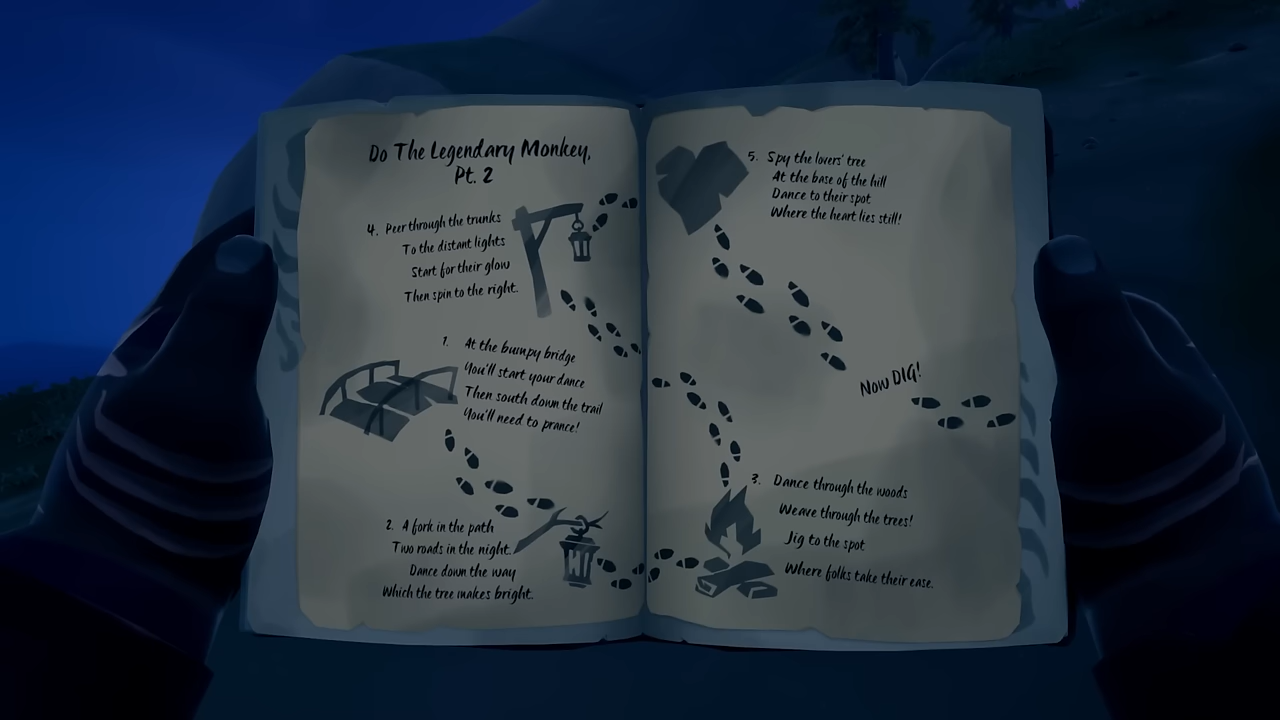 Do The Legendary Monkey,
Pt. 2
4. Peer through the trunks
To the distant lights
Start for their glow
Then spin to the right.
1. At the bumpy bridge
You'll start your dance
Then south down the trail
You'll need to prance!
2. A fork in the path
Two roads in the night.
Dance down the way
Which the tree makes bright.
5. Spy the lovers' tree
At the base of the hill
Dance to their spot
Where the heart lies still!
Now DIG!
3. Dance through the woods
Weave through the trees!
Jig to the spot
Where folks take their ease.